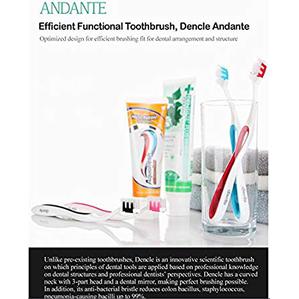 ANDANTE
Efficient Functional Toothbrush, Dencle Andante
Optimized design for efficient brushing fit for dental arrangement and structure
Unlike pre-existing toothbrushes, Dencle is an innovative scientific toothbrush
on which principles of dental tools are applied based on professional knowledge
on dental structures and professional dentists' perspectives. Dencle has a curved
neck with 3-part head and a dental mirror, making perfect brushing possible.
In addition, its anti-bacterial bristle reduces colon bacillus, staphylococcus,
pneumonia-causing bacilli up to 99%.